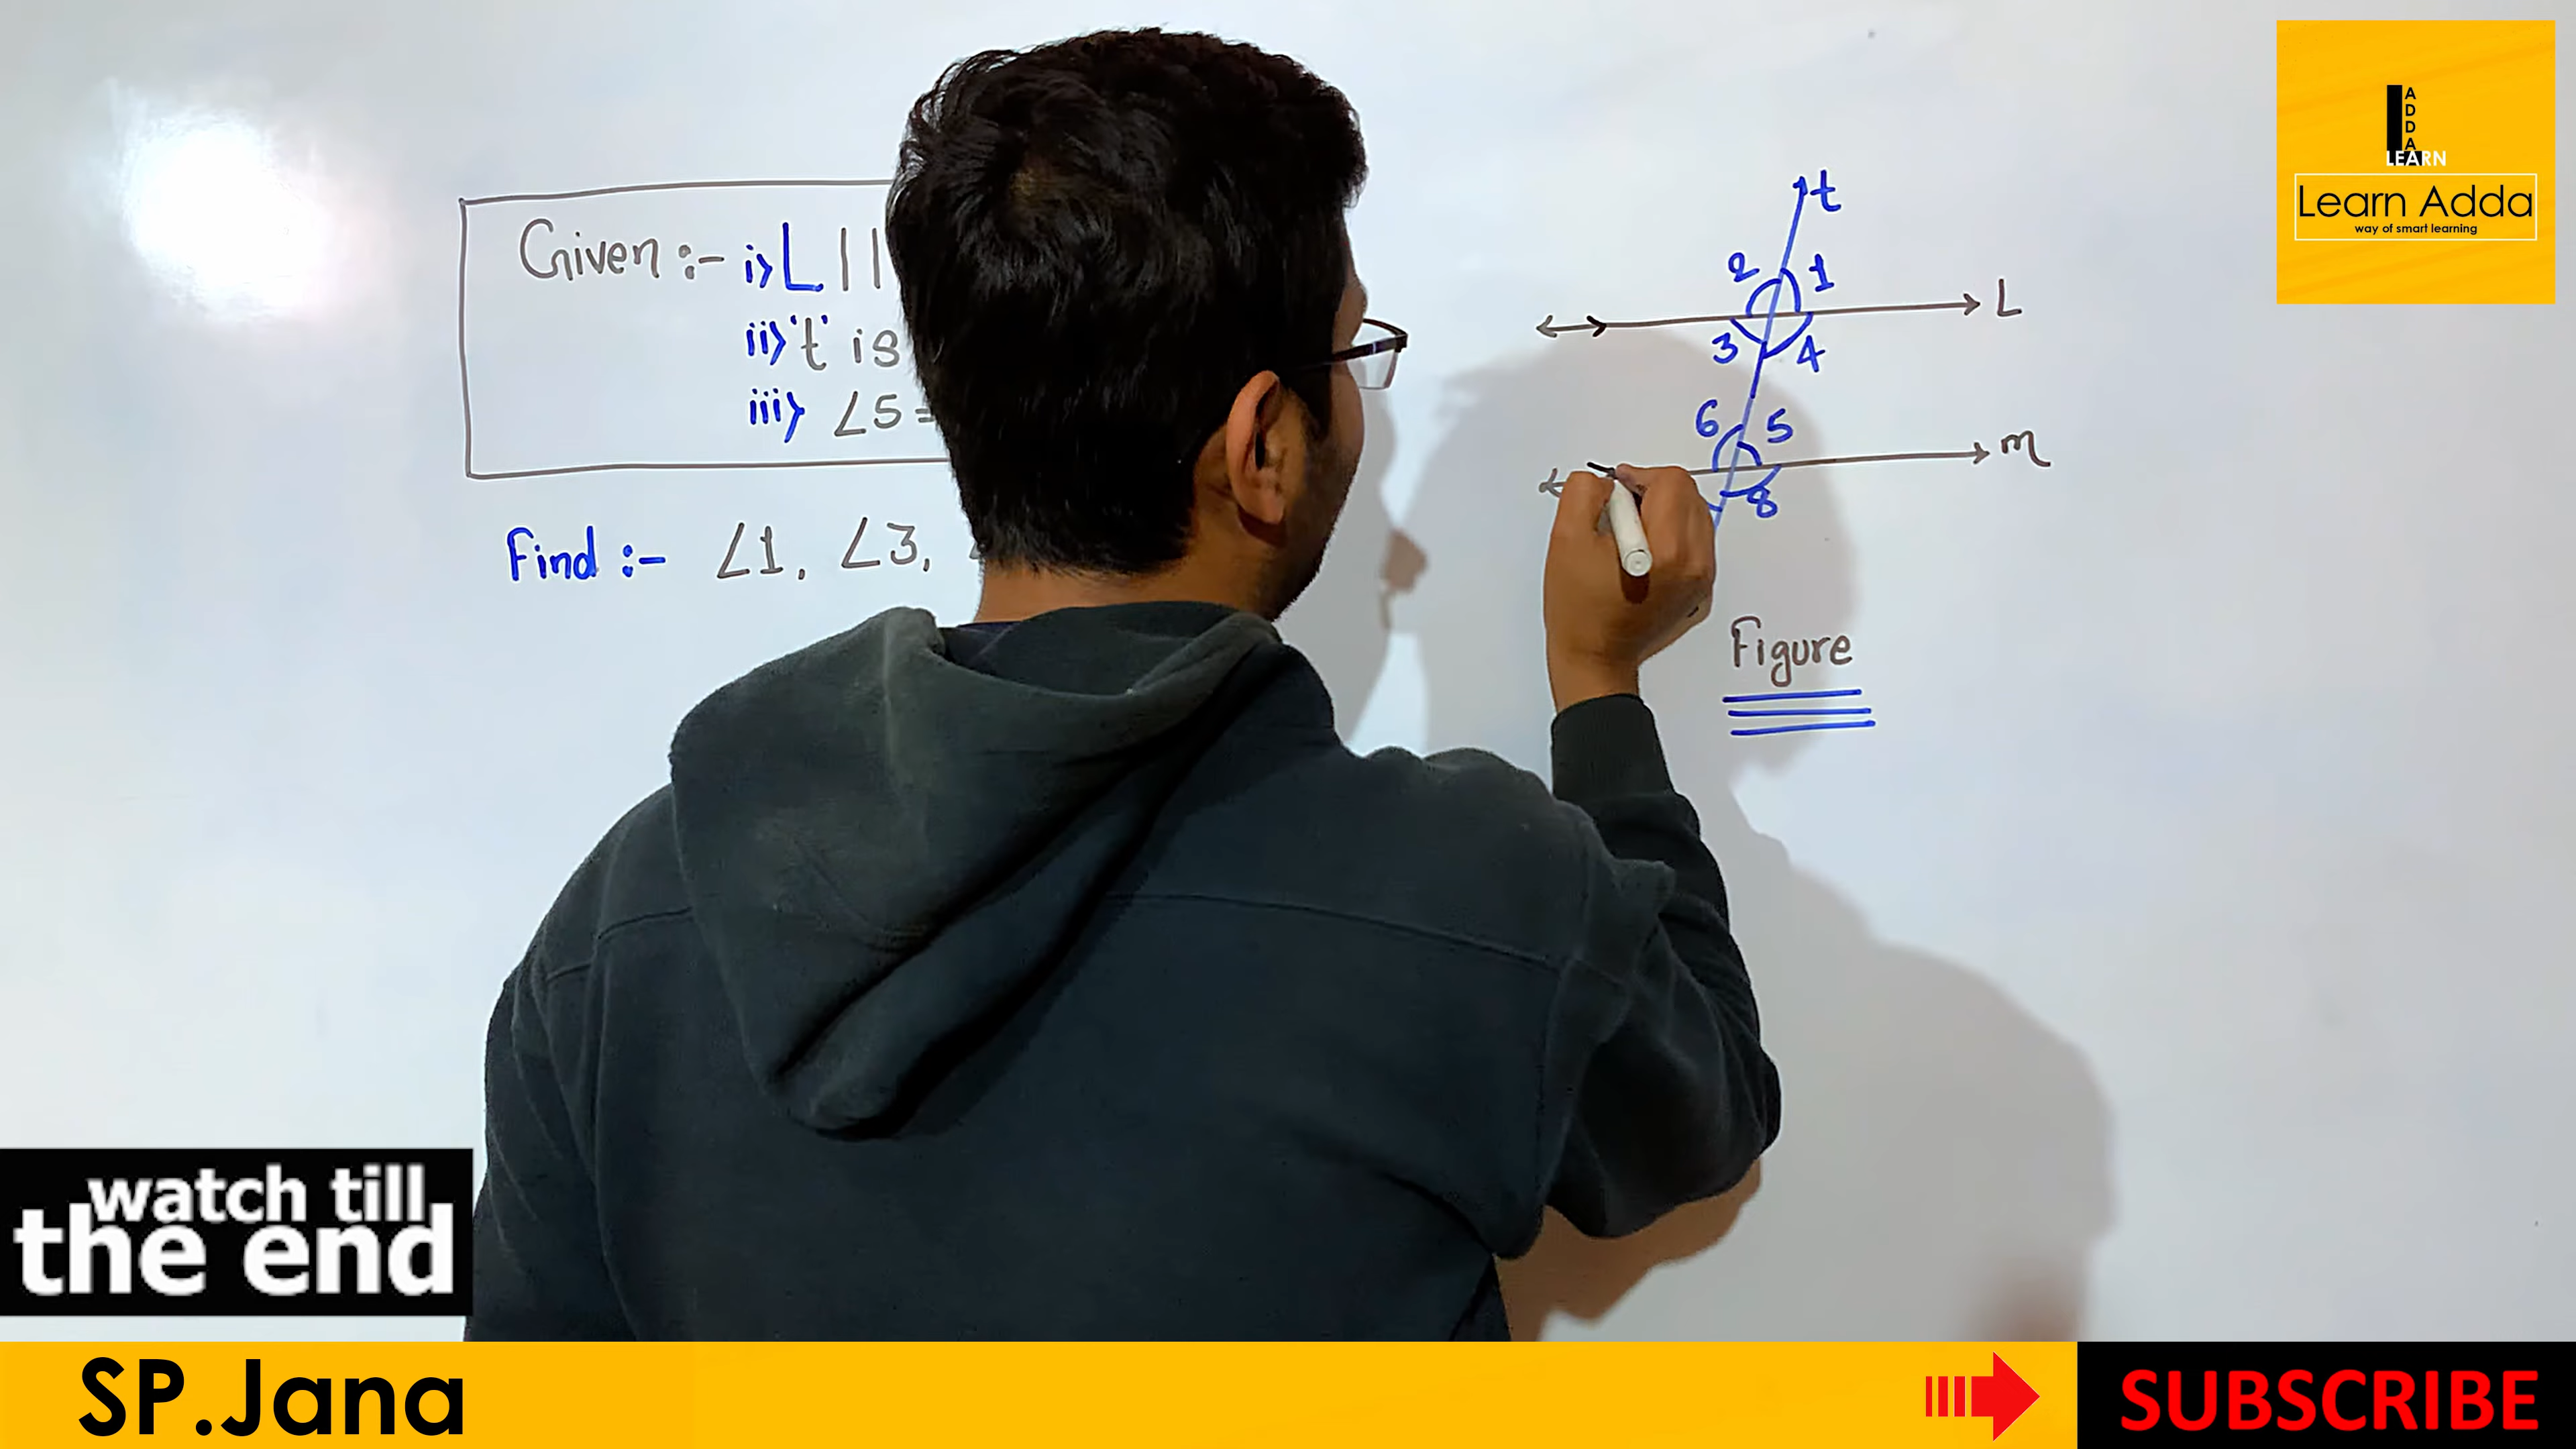 Given :- i> L ||
ii> 't' is
iii> ∠5 =
Find :- ∠1, ∠3,
t
2 1
L
3 4
6 5
m
8
Figure
ADDA
LEARN
Learn Adda
way of smart learning
watch till
the end
SP.Jana
SUBSCRIBE